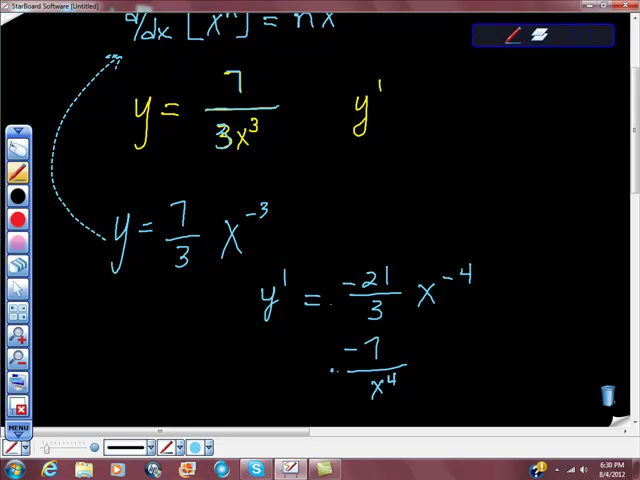 StarBoard Software [Untitled]
d/dx [xⁿ] = nx
y = 7/3x³ y'
y = 7/3 x⁻³
y' = -21/3 x⁻⁴
-7/x⁴
MENU
6:30 PM
8/4/2012